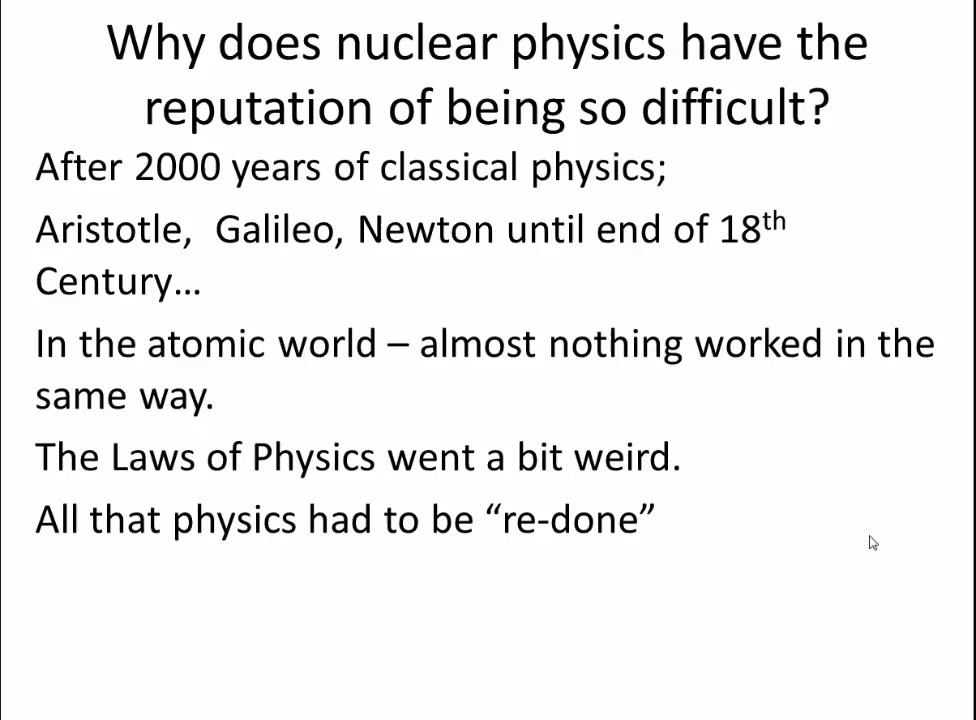 Why does nuclear physics have the
reputation of being so difficult?
After 2000 years of classical physics;
Aristotle,  Galileo, Newton until end of 18th
Century…
In the atomic world – almost nothing worked in the
same way.
The Laws of Physics went a bit weird.
All that physics had to be “re-done”